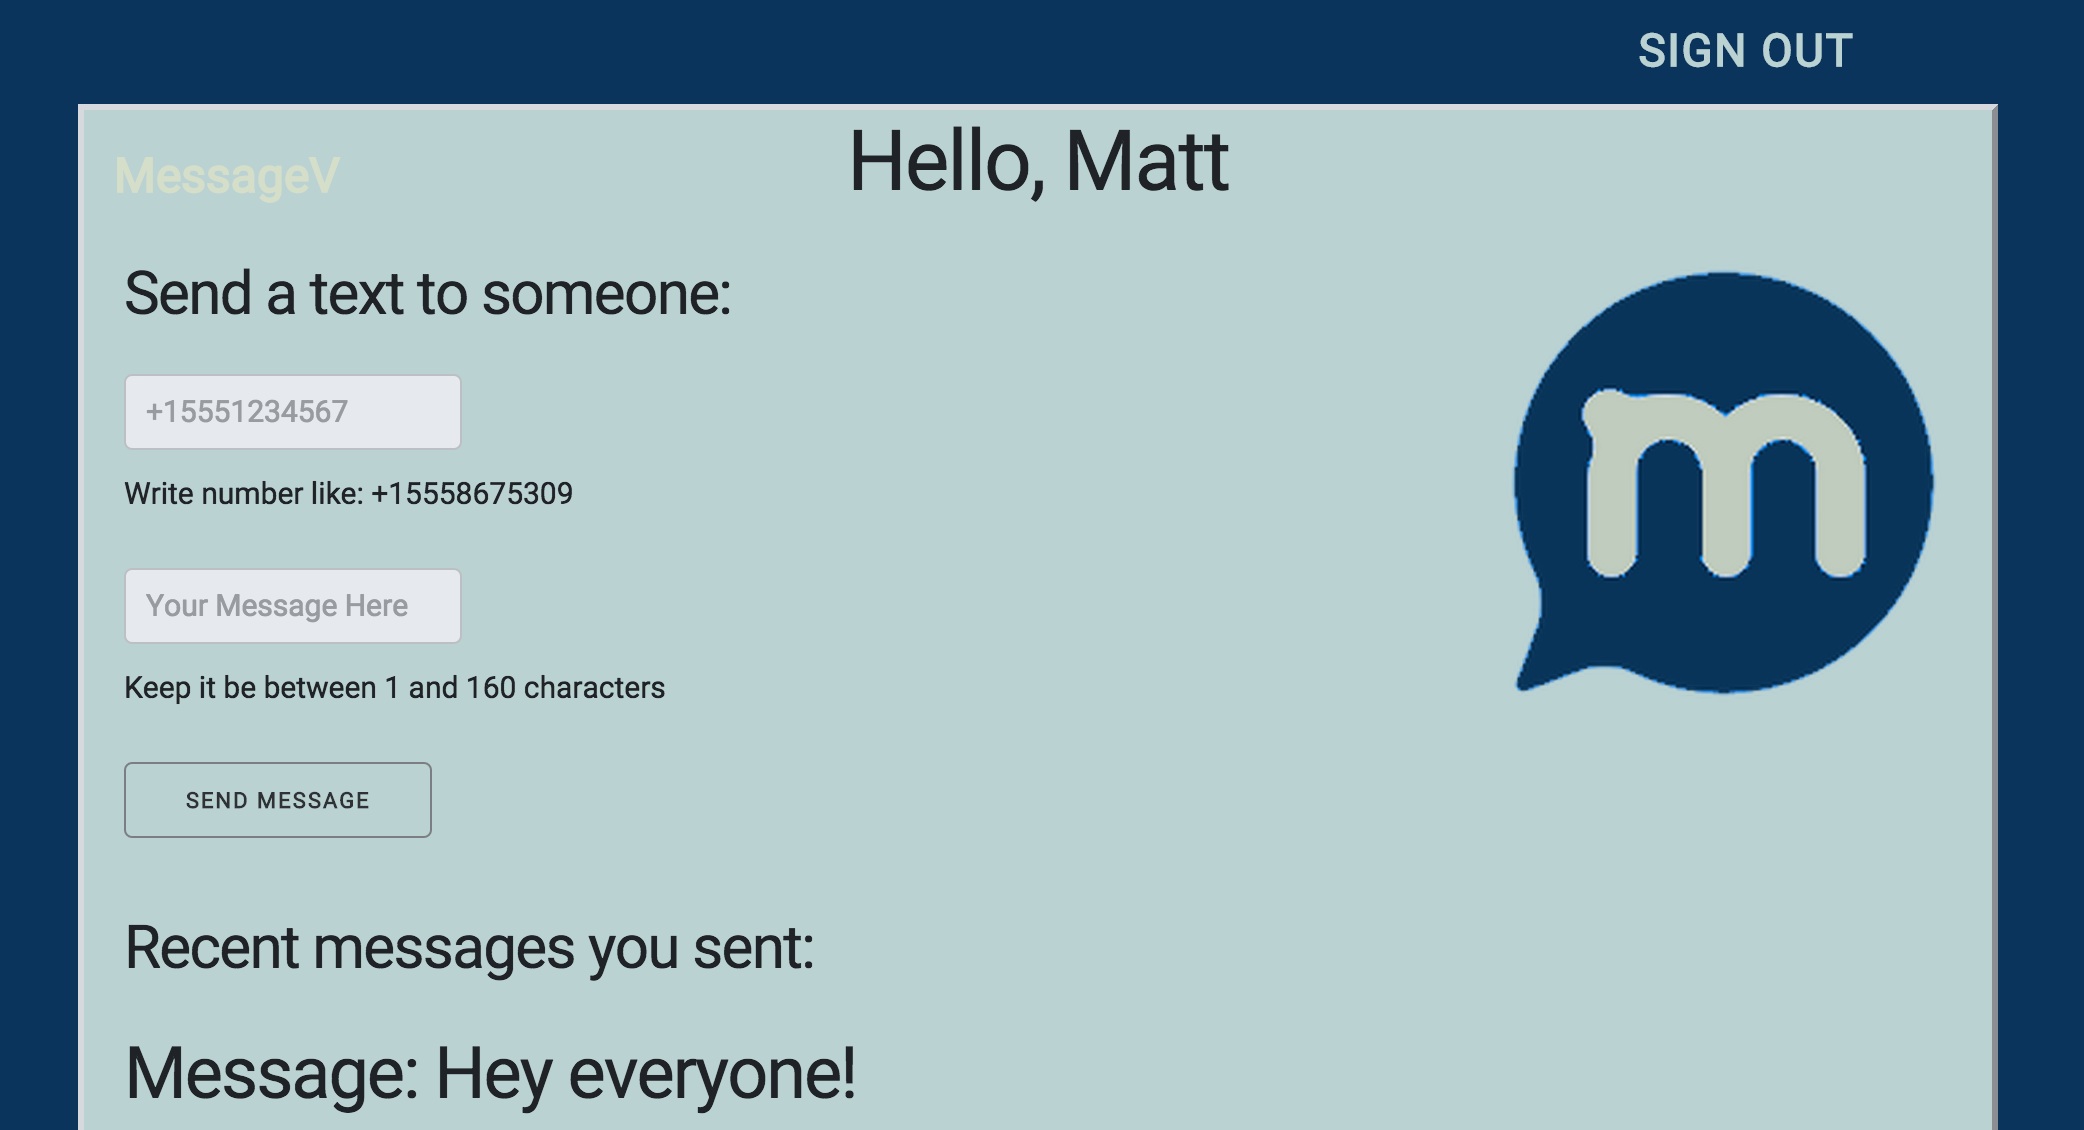 SIGN OUT
MessageV
Hello, Matt
Send a text to someone:
+15551234567
Write number like: +15558675309
Your Message Here
Keep it be between 1 and 160 characters
SEND MESSAGE
m
Recent messages you sent:
Message: Hey everyone!